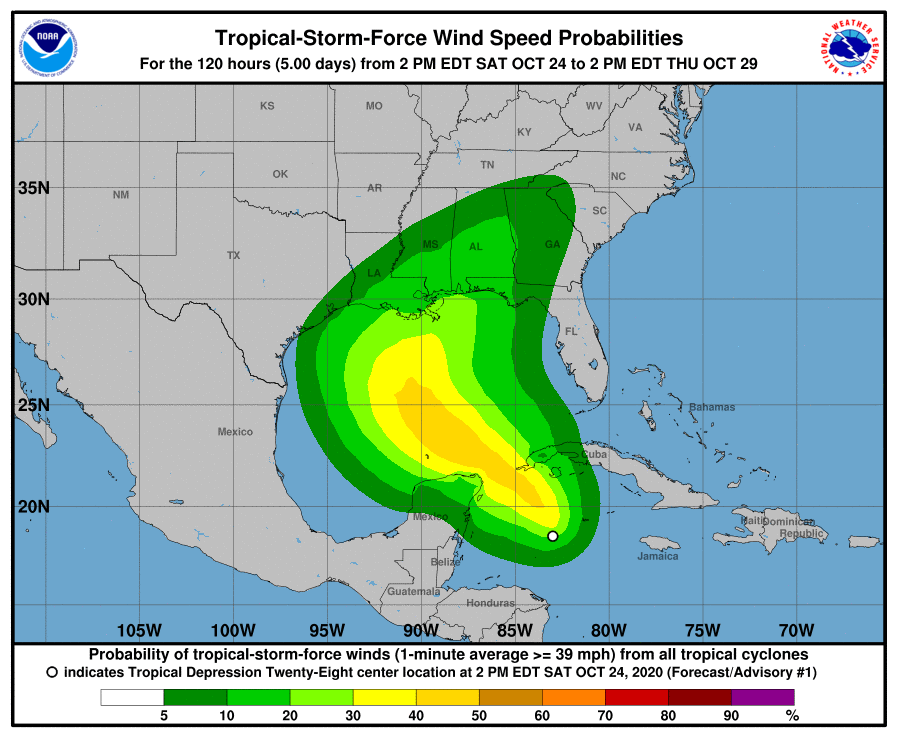 Tropical-Storm-Force Wind Speed Probabilities
For the 120 hours (5.00 days) from 2 PM EDT SAT OCT 24 to 2 PM EDT THU OCT 29
NOAA
NATIONAL WEATHER SERVICE
KS
MO
WV
KY
VA
OK
TN
35N
NM
AR
NC
SC
TX
MS
AL
GA
LA
30N
FL
25N
Bahamas
Mexico
Cuba
20N
Mexico
Haiti
Dominican
Republic
Jamaica
Belize
Guatemala
Honduras
105W 100W 95W 90W 85W 80W 75W 70W
Probability of tropical-storm-force winds (1-minute average >= 39 mph) from all tropical cyclones
indicates Tropical Depression Twenty-Eight center location at 2 PM EDT SAT OCT 24, 2020 (Forecast/Advisory #1)
5 10 20 30 40 50 60 70 80 90 %